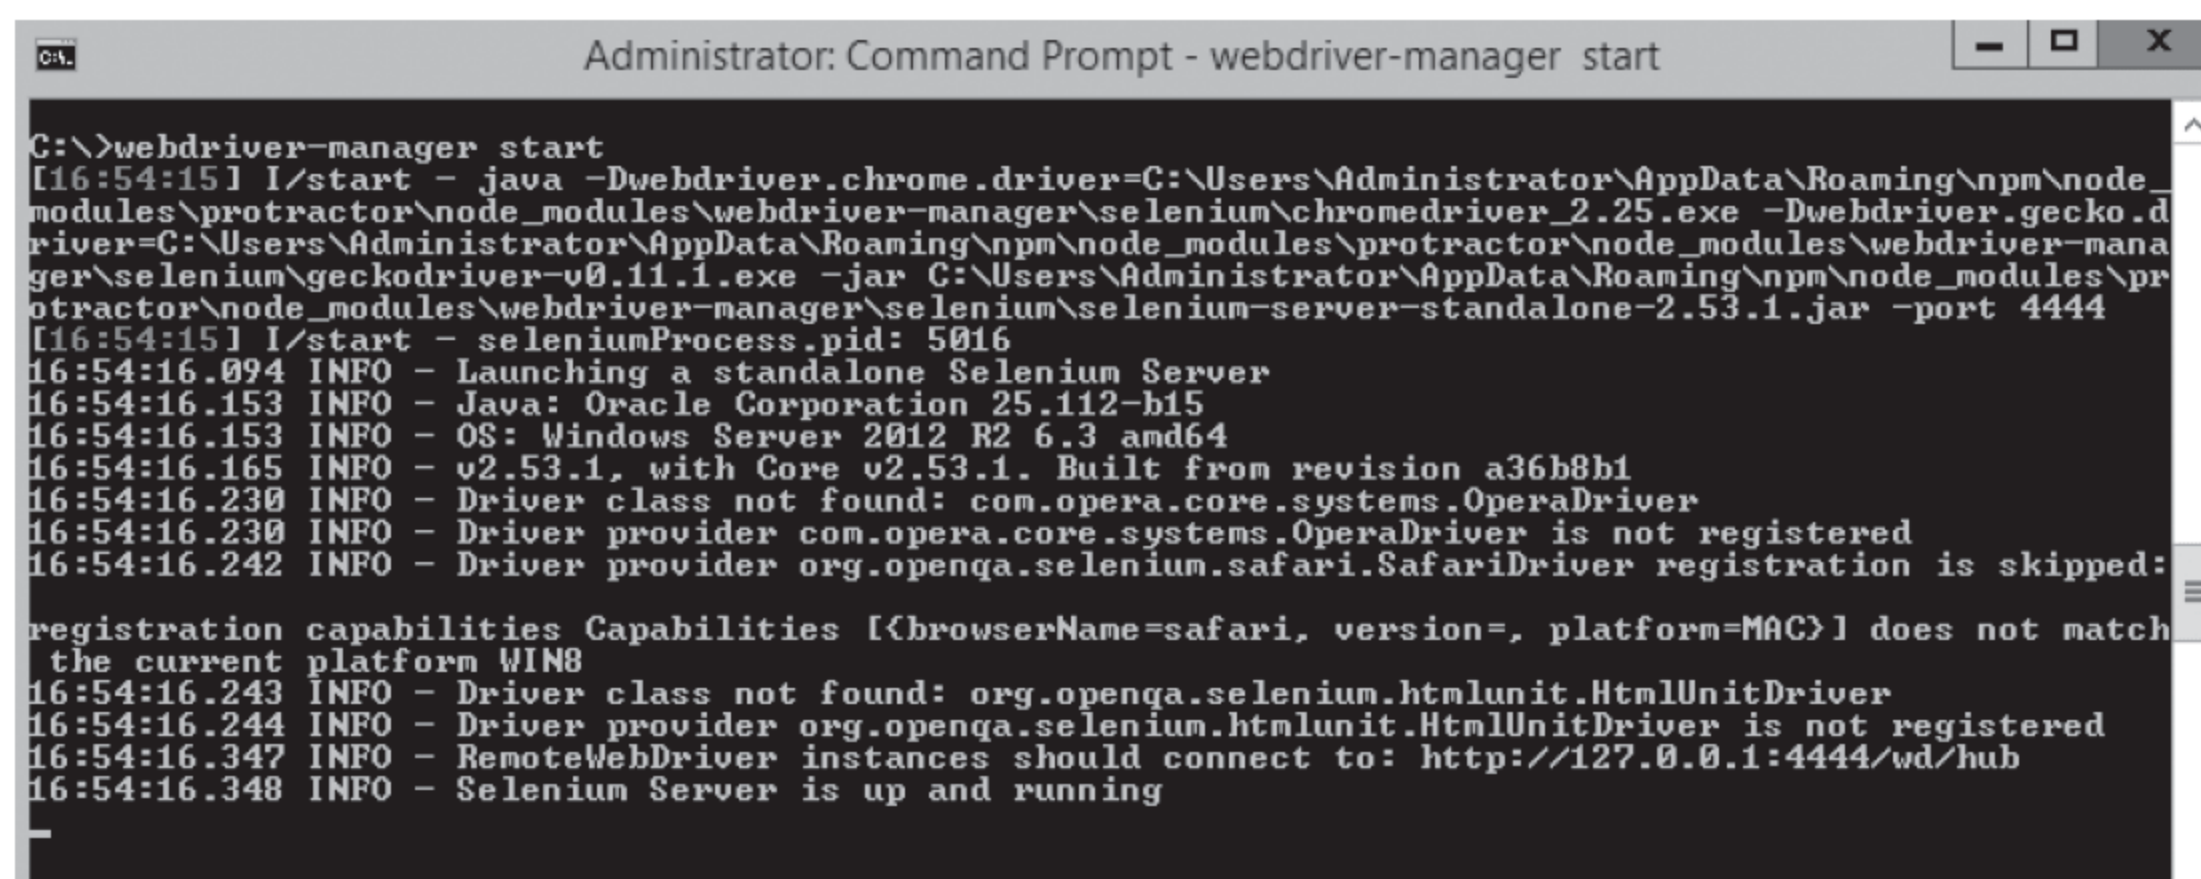 C:\.
Administrator: Command Prompt - webdriver-manager  start
C:\>webdriver-manager start
[16:54:15] I/start - java -Dwebdriver.chrome.driver=C:\Users\Administrator\AppData\Roaming\npm\node_
modules\protractor\node_modules\webdriver-manager\selenium\chromedriver_2.25.exe -Dwebdriver.gecko.d
river=C:\Users\Administrator\AppData\Roaming\npm\node_modules\protractor\node_modules\webdriver-mana
ger\selenium\geckodriver-v0.11.1.exe -jar C:\Users\Administrator\AppData\Roaming\npm\node_modules\pr
otractor\node_modules\webdriver-manager\selenium\selenium-server-standalone-2.53.1.jar -port 4444
[16:54:15] I/start - seleniumProcess.pid: 5016
16:54:16.094 INFO - Launching a standalone Selenium Server
16:54:16.153 INFO - Java: Oracle Corporation 25.112-b15
16:54:16.153 INFO - OS: Windows Server 2012 R2 6.3 amd64
16:54:16.165 INFO - v2.53.1, with Core v2.53.1. Built from revision a36b8b1
16:54:16.230 INFO - Driver class not found: com.opera.core.systems.OperaDriver
16:54:16.230 INFO - Driver provider com.opera.core.systems.OperaDriver is not registered
16:54:16.242 INFO - Driver provider org.openqa.selenium.safari.SafariDriver registration is skipped:
registration capabilities Capabilities [{browserName=safari, version=, platform=MAC}] does not match
 the current platform WIN8
16:54:16.243 INFO - Driver class not found: org.openqa.selenium.htmlunit.HtmlUnitDriver
16:54:16.244 INFO - Driver provider org.openqa.selenium.htmlunit.HtmlUnitDriver is not registered
16:54:16.347 INFO - RemoteWebDriver instances should connect to: http://127.0.0.1:4444/wd/hub
16:54:16.348 INFO - Selenium Server is up and running